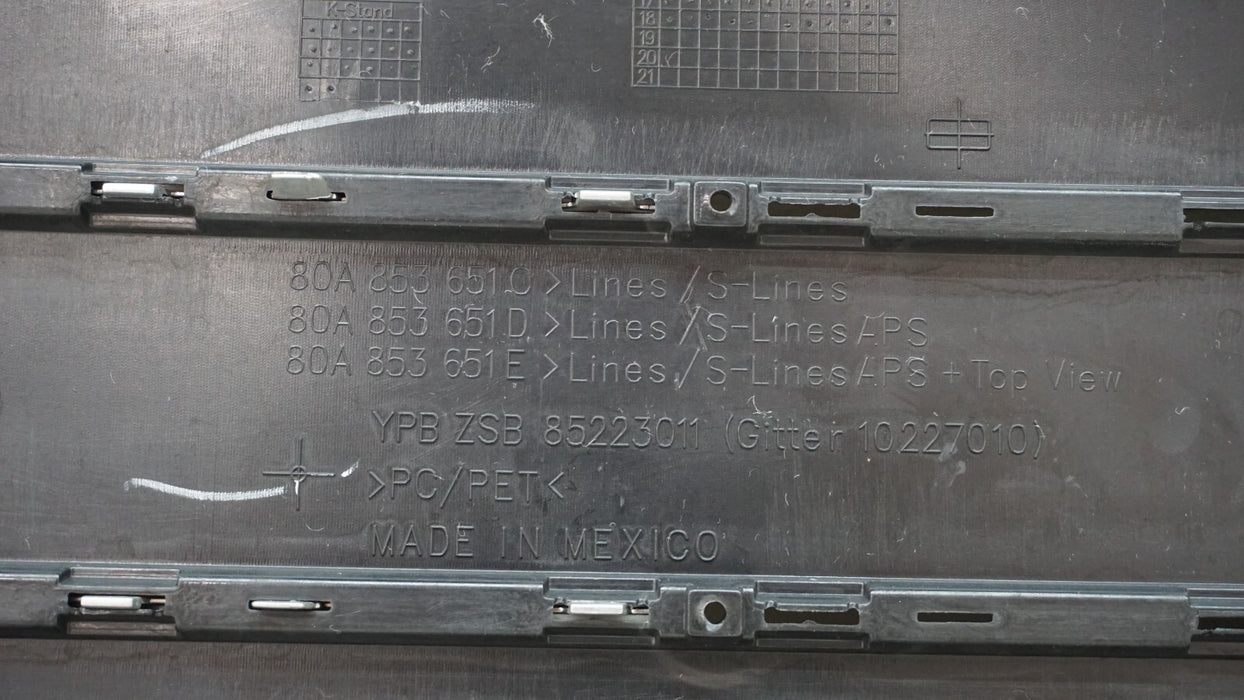 K-Stand
17
18
19
20
21
80A 853 651 C >Lines / S-Lines
80A 853 651 D >Lines / S-Lines APS
80A 853 651 E >Lines / S-Lines APS + Top View
YPB ZSB 85223011 (Gitter 10227010)
>PC/PET<
MADE IN MEXICO